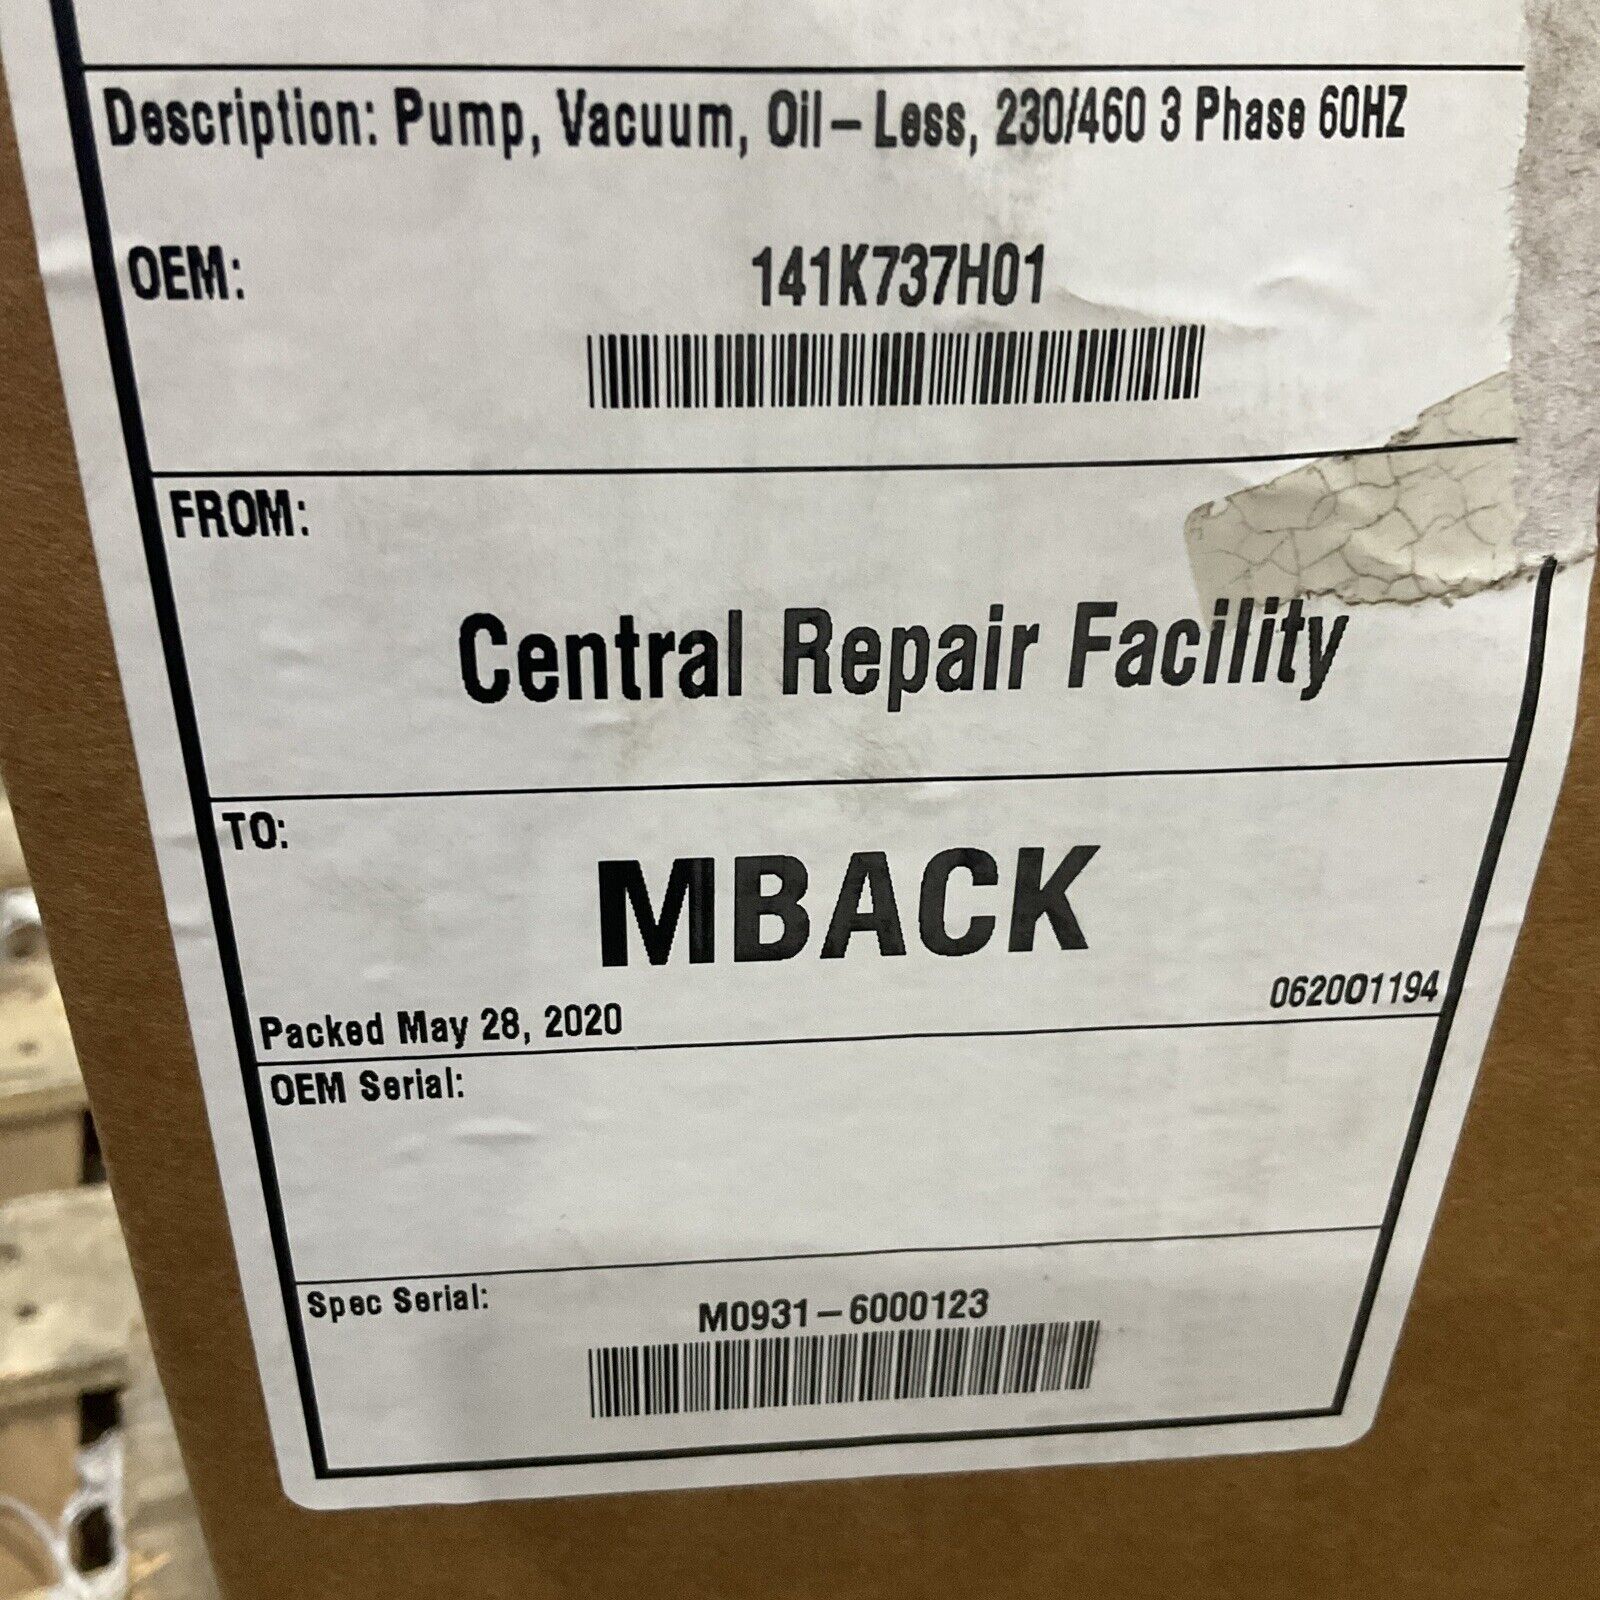 Description: Pump, Vacuum, Oil-Less, 230/460 3 Phase 60HZ
OEM: 141K737H01
FROM:
Central Repair Facility
TO:
MBACK
062001194
Packed May 28, 2020
OEM Serial:
Spec Serial: M0931-6000123